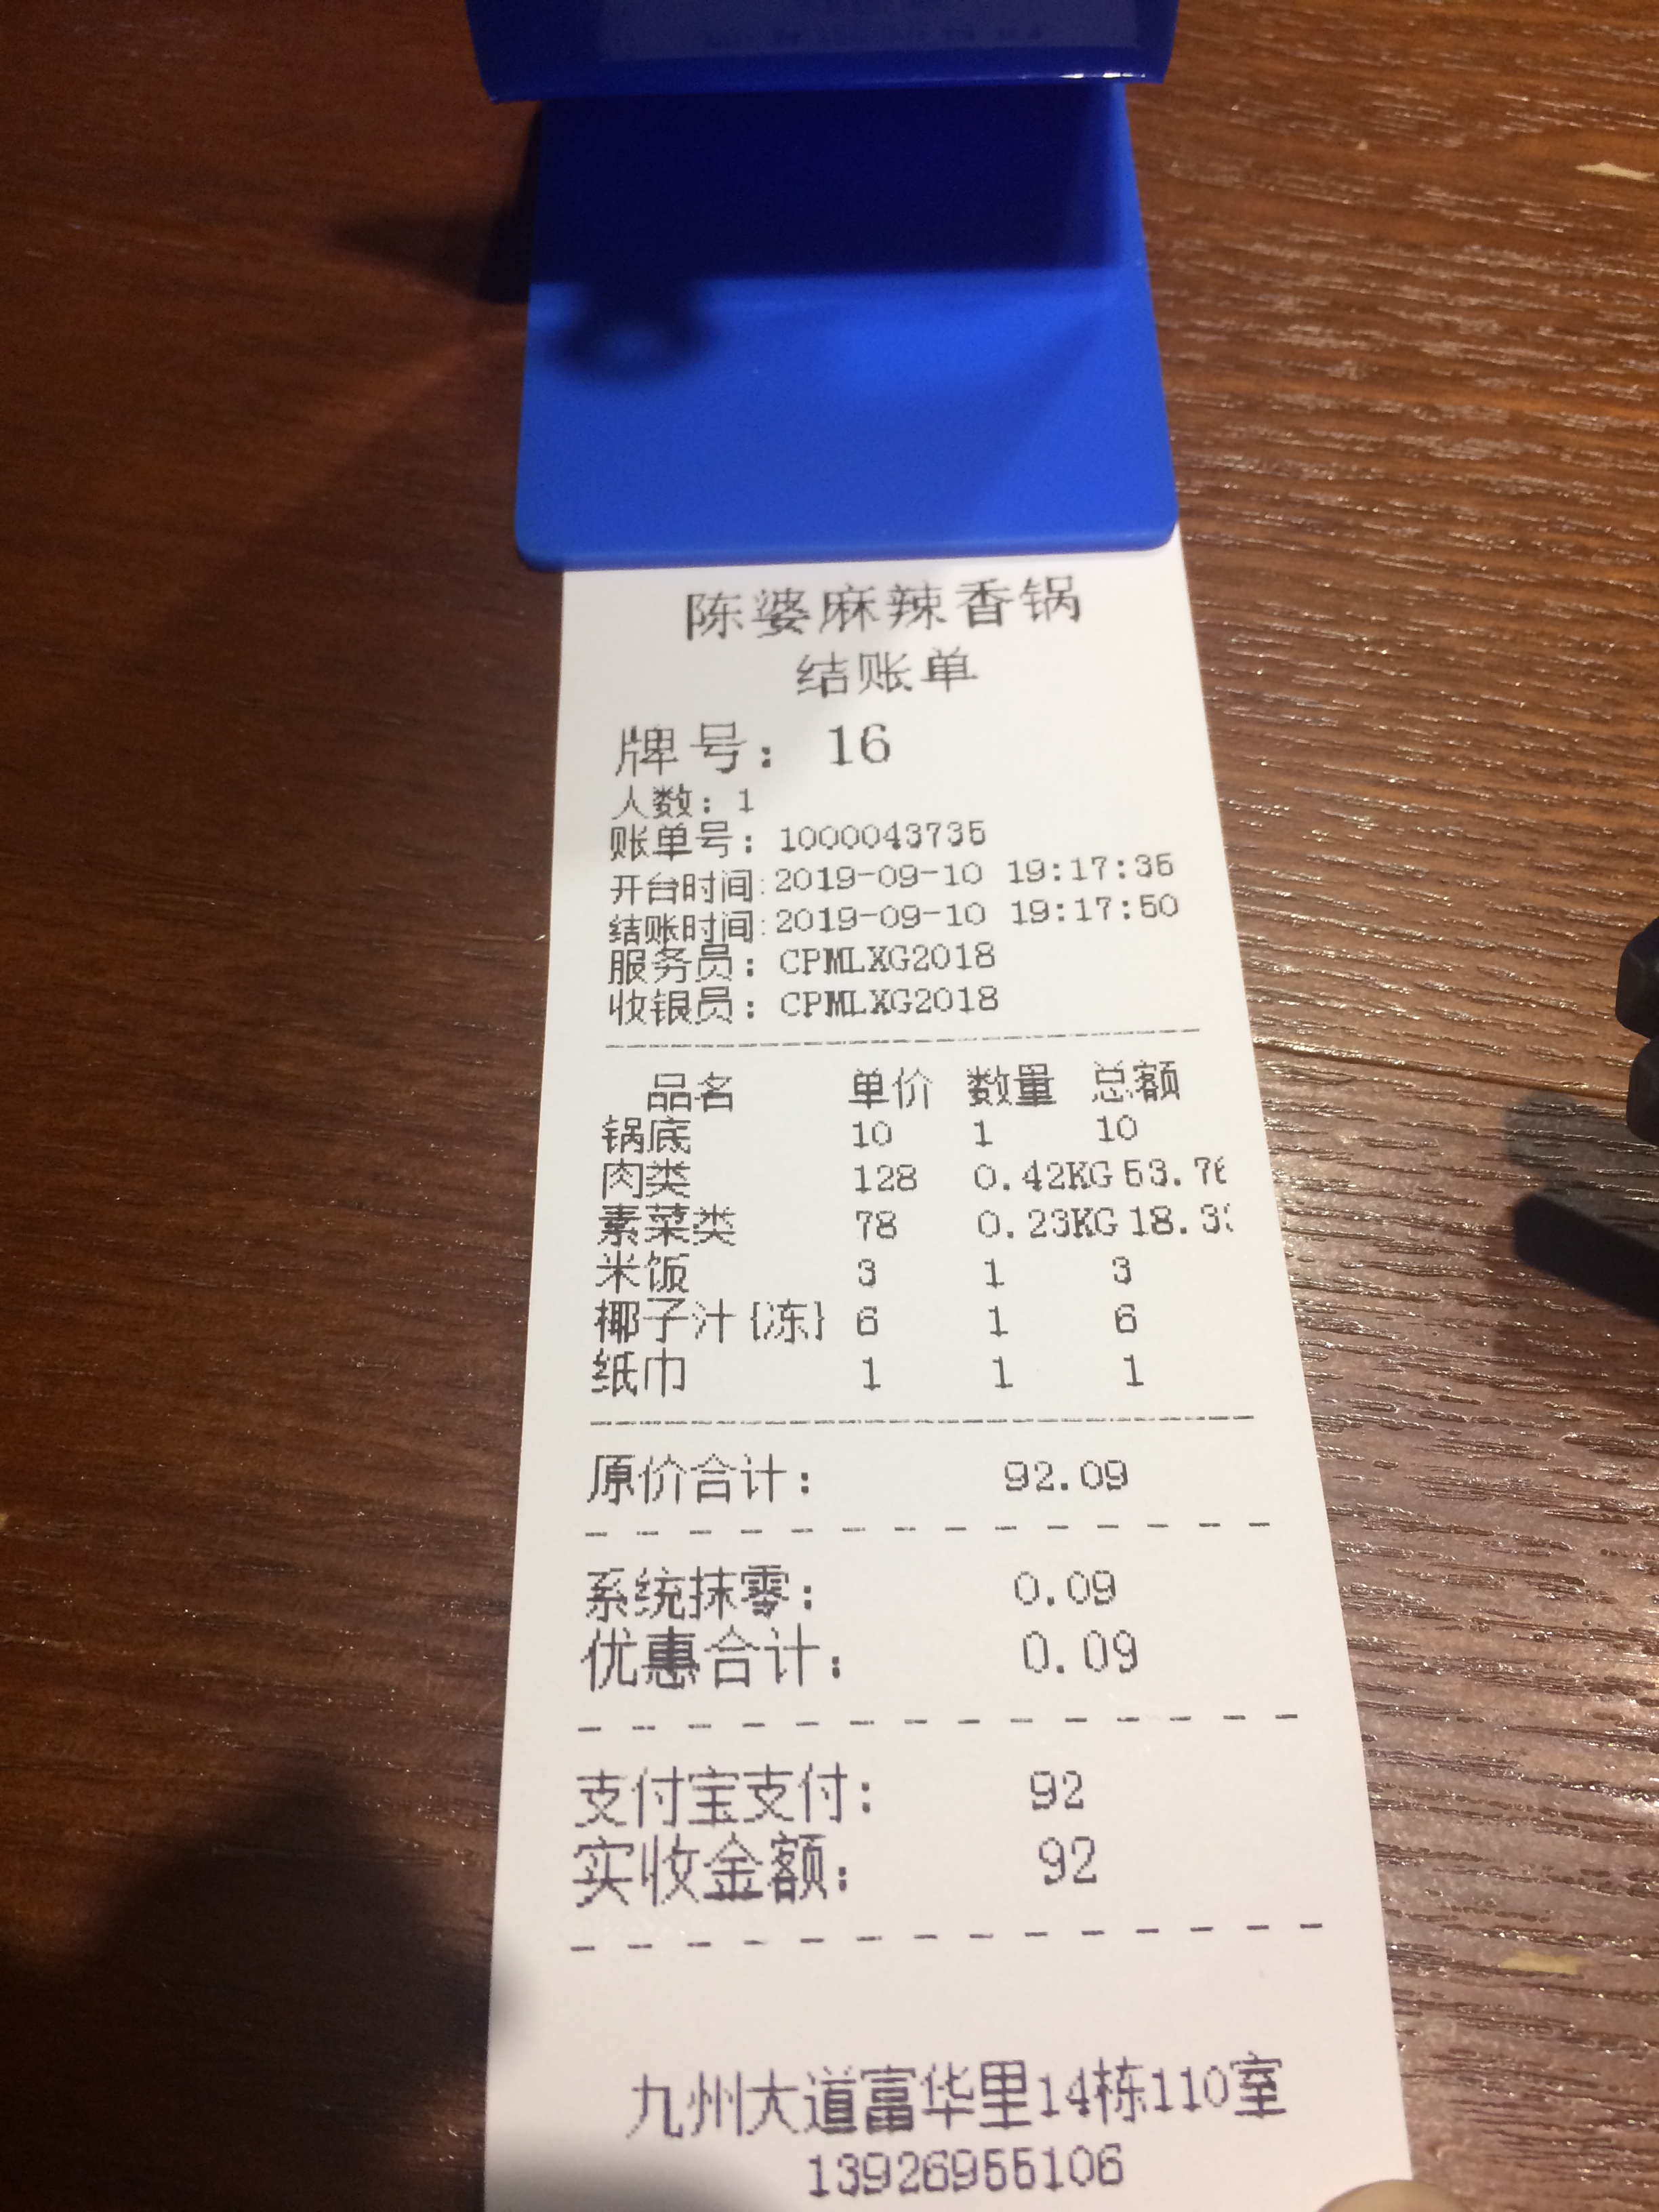 陈婆麻辣香锅
结账单
牌号： 16
人数：1
账单号：1000043735
开台时间:2019-09-10 19:17:35
结账时间:2019-09-10 19:17:50
服务员：CPMLXG2018
收银员：CPMLXG2018
品名 单价 数量 总额
锅底 10 1 10
肉类 128 0.42KG 53.76
素菜类 78 0.23KG 18.33
米饭 3 1 3
椰子汁{冻} 6 1 6
纸巾 1 1 1
原价合计： 92.09
系统抹零： 0.09
优惠合计： 0.09
支付宝支付： 92
实收金额： 92
九州大道富华里14栋110室
13926955106